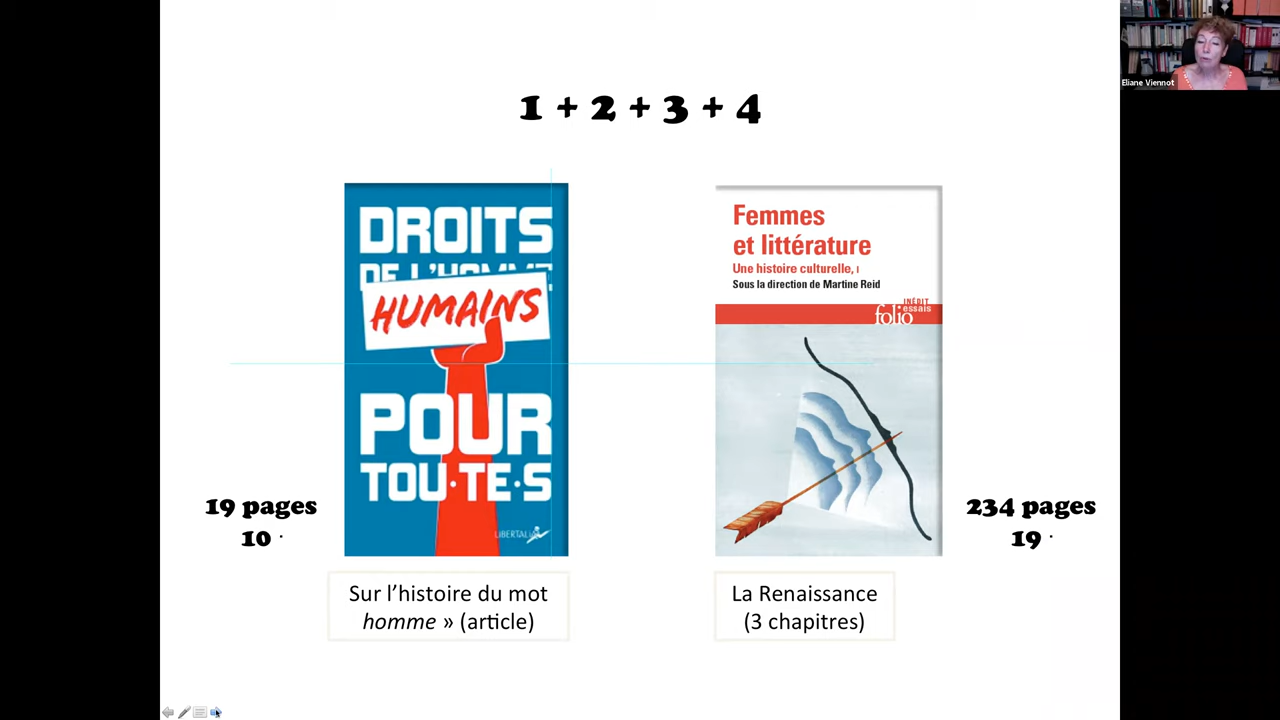 Eliane Viennot
1 + 2 + 3 + 4
DROITS
DE L'HOMME
HUMAINS
POUR
TOU·TE·S
LIBERTALIA
Femmes
et littérature
Une histoire culturelle, I
Sous la direction de Martine Reid
INÉDIT
essais
folio
19 pages
10 ·
234 pages
19 ·
Sur l'histoire du mot
homme » (article)
La Renaissance
(3 chapitres)